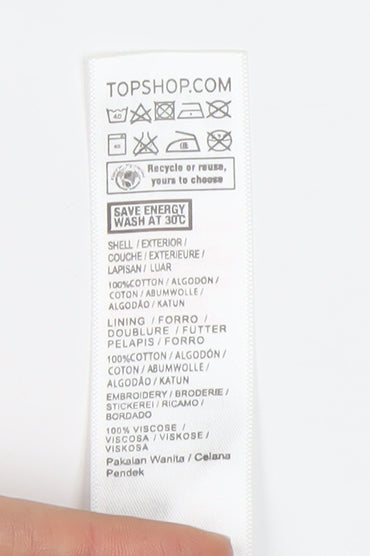 TOPSHOP.COM
40
Recycle or reuse,
yours to choose
SAVE ENERGY
WASH AT 30°C
SHELL / EXTERIOR /
COUCHE / EXTERIEURE /
LAPISAN / LUAR
100%COTTON / ALGODÓN /
COTON / ABUMWOLLE /
ALGODÃO / KATUN
LINING / FORRO /
DOUBLURE / FUTTER
PELAPIS / FORRO
100%COTTON / ALGODÓN /
COTON / ABUMWOLLE /
ALGODÃO / KATUN
EMBROIDERY / BRODERIE /
STICKEREI / RICAMO /
BORDADO
100% VISCOSE /
VISCOSA / VISKOSE /
VISKOSA
Pakaian Wanita / Celana
Pendek